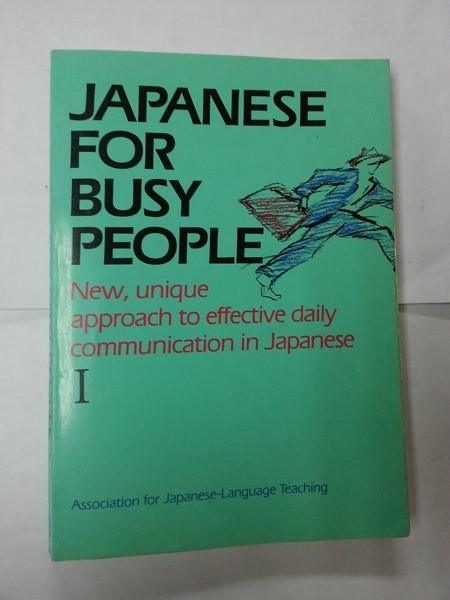 JAPANESE
FOR
BUSY
PEOPLE
New, unique
approach to effective daily
communication in Japanese
I
Association for Japanese-Language Teaching